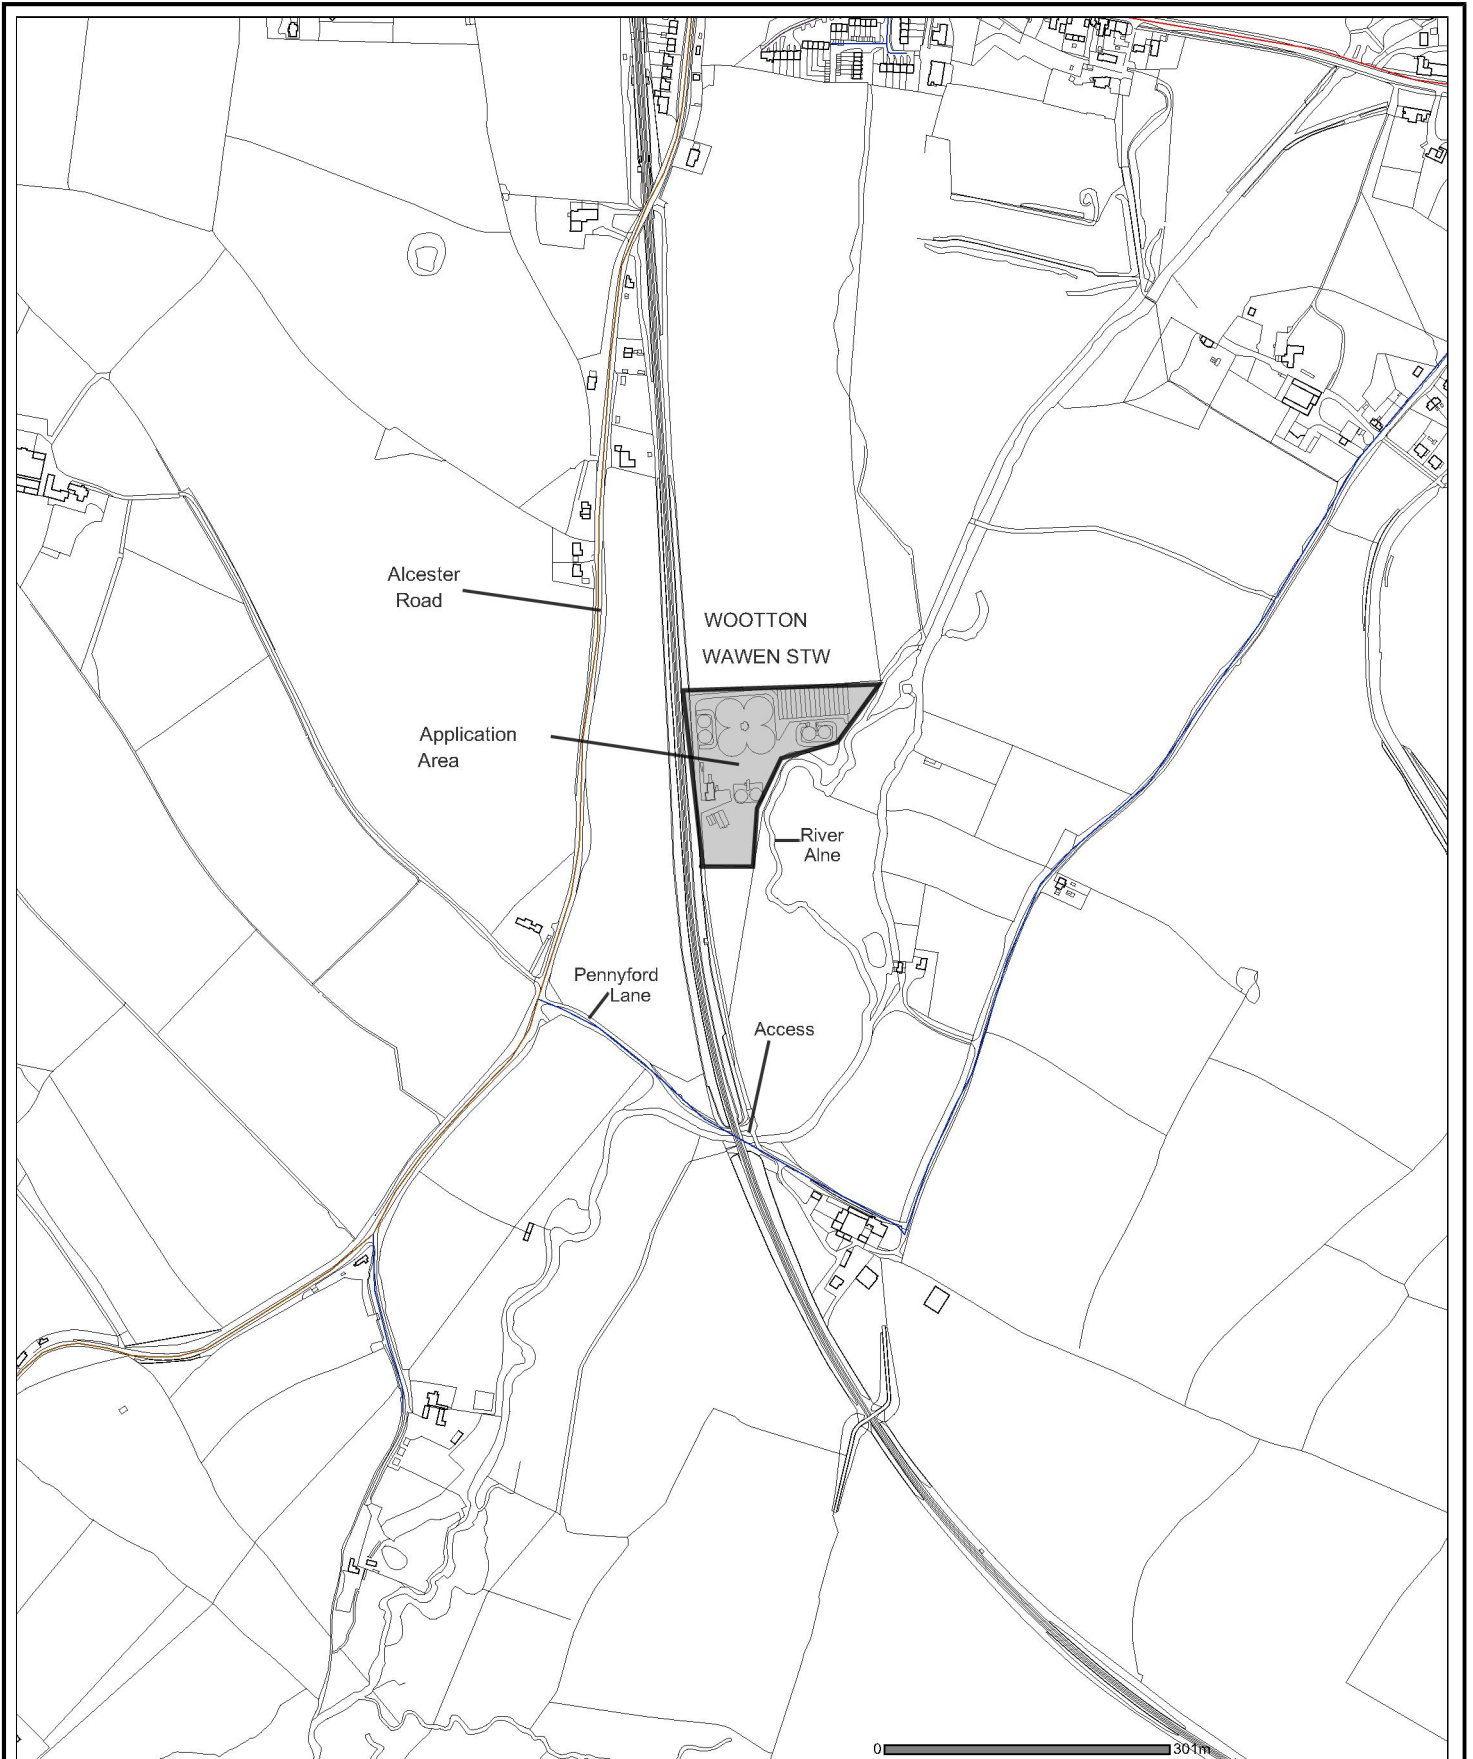 Alcester
Road
WOOTTON
WAWEN STW
Application
Area
River
Alne
Pennyford
Lane
Access
0
301m